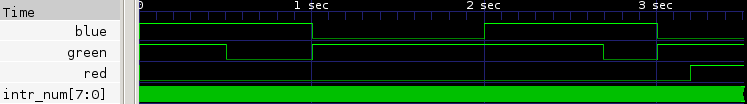 Time
0 1 sec 2 sec 3 sec
blue
green
red
intr_num[7:0]